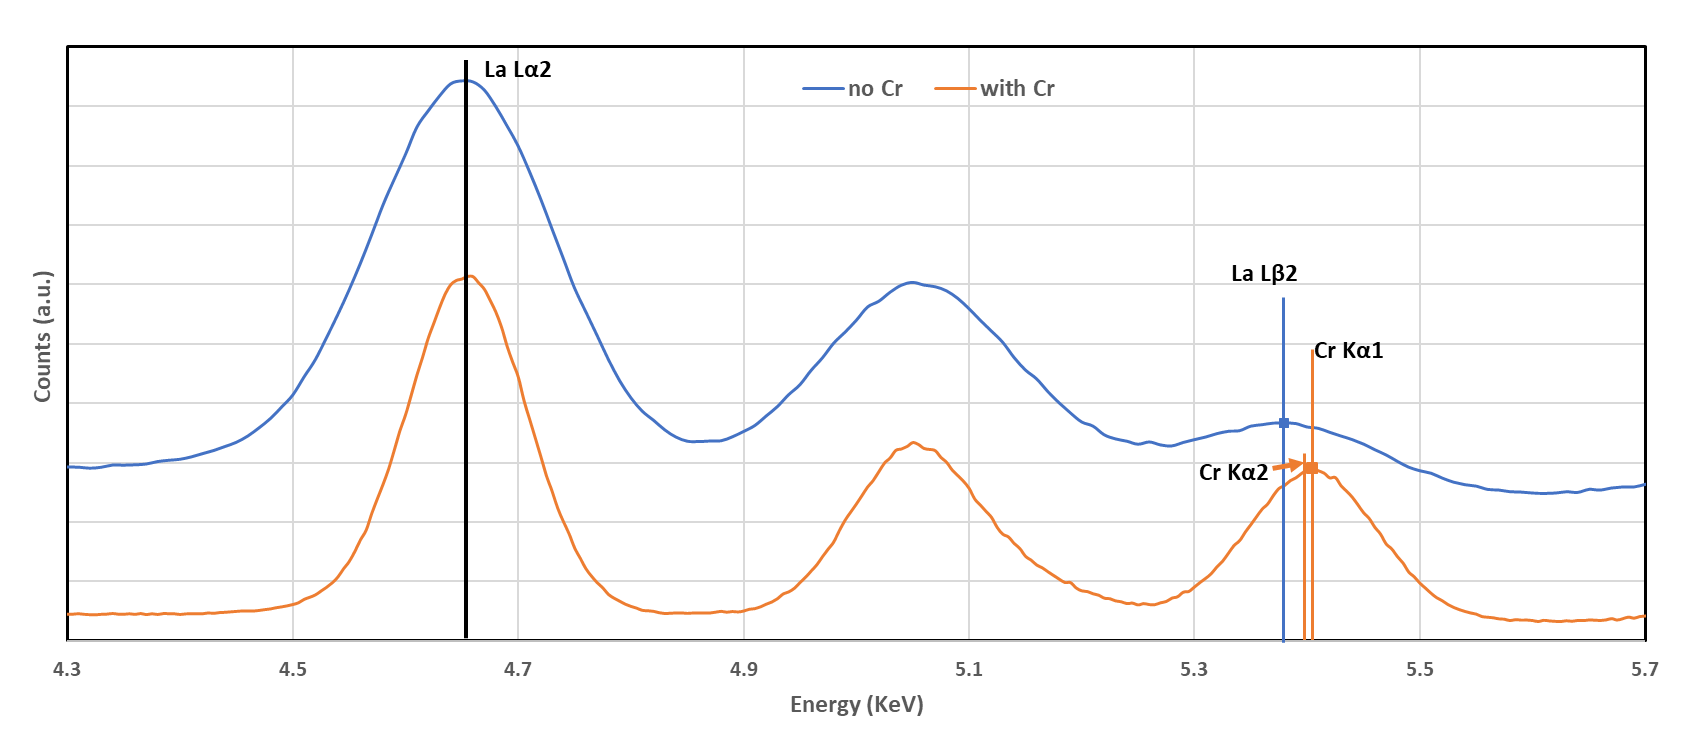 La Lα2
no Cr
with Cr
La Lβ2
Cr Kα1
Cr Kα2
Counts (a.u.)
4.3 4.5 4.7 4.9 5.1 5.3 5.5 5.7
Energy (KeV)